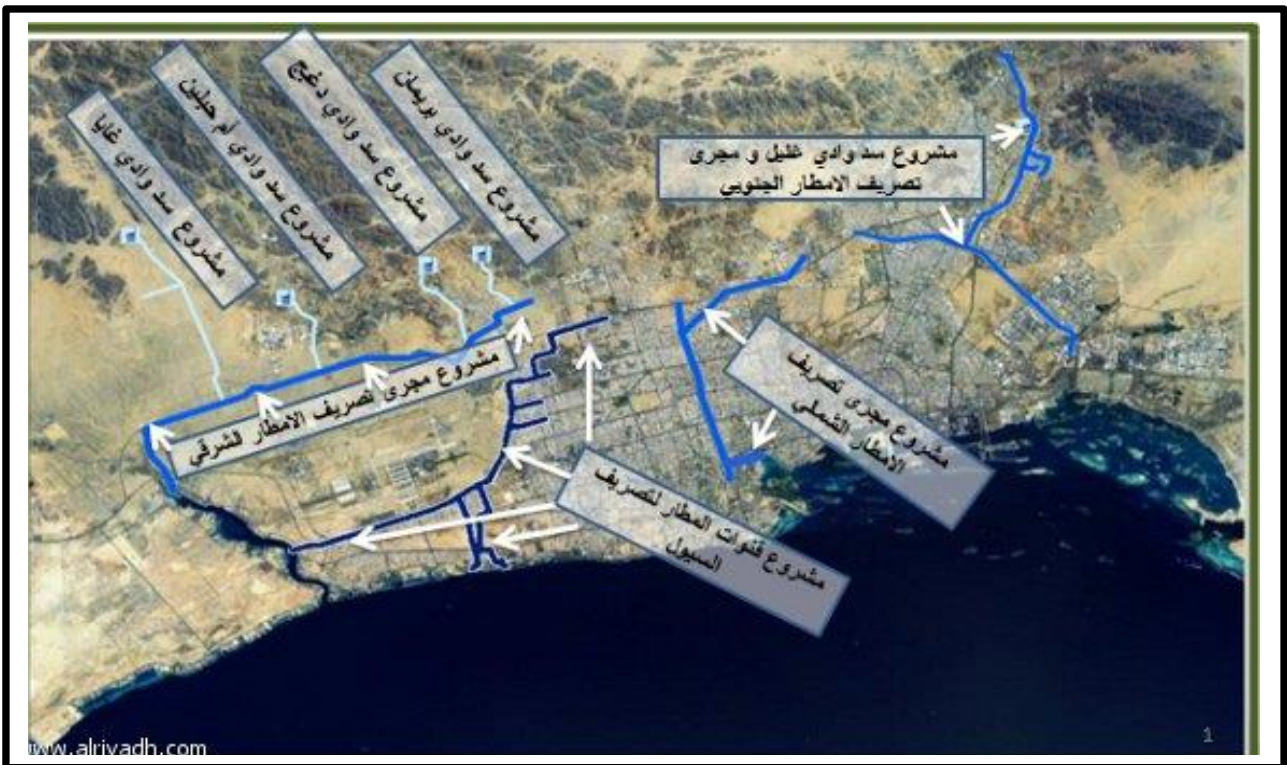 مشروع سد وادي غليل و مجرى
تصريف الامطار الجنوبي
مشروع سد وادي بريمان
مشروع سد وادي دغبج
مشروع سد وادي أم حبلين
مشروع سد وادي غايا
مشروع مجرى تصريف الامطار الشرقي
مشروع مجرى تصريف
الامطار الشملي
مشروع قنوات المطار لتصريف
السيول
www.alriyadh.com
1